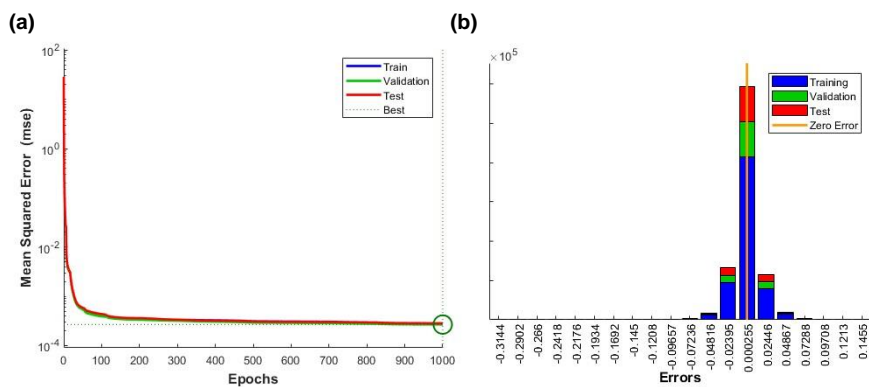 (a)
10^2
10^0
10^-2
10^-4
Mean Squared Error (mse)
Train
Validation
Test
Best
0 100 200 300 400 500 600 700 800 900 1000
Epochs
(b)
× 10^5
Training
Validation
Test
Zero Error
-0.3144
-0.2902
-0.266
-0.2418
-0.2176
-0.1934
-0.1692
-0.145
-0.1208
-0.09657
-0.07236
-0.04816
-0.02395
0.000255
0.02446
0.04867
0.07288
0.09708
0.1213
0.1455
Errors